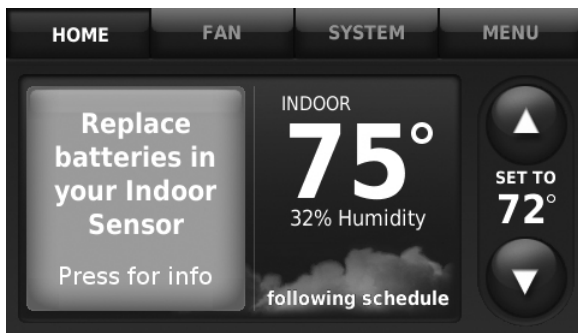 HOME
FAN
SYSTEM
MENU
Replace
batteries in
your Indoor
Sensor
Press for info
INDOOR
75°
32% Humidity
following schedule
SET TO
72°